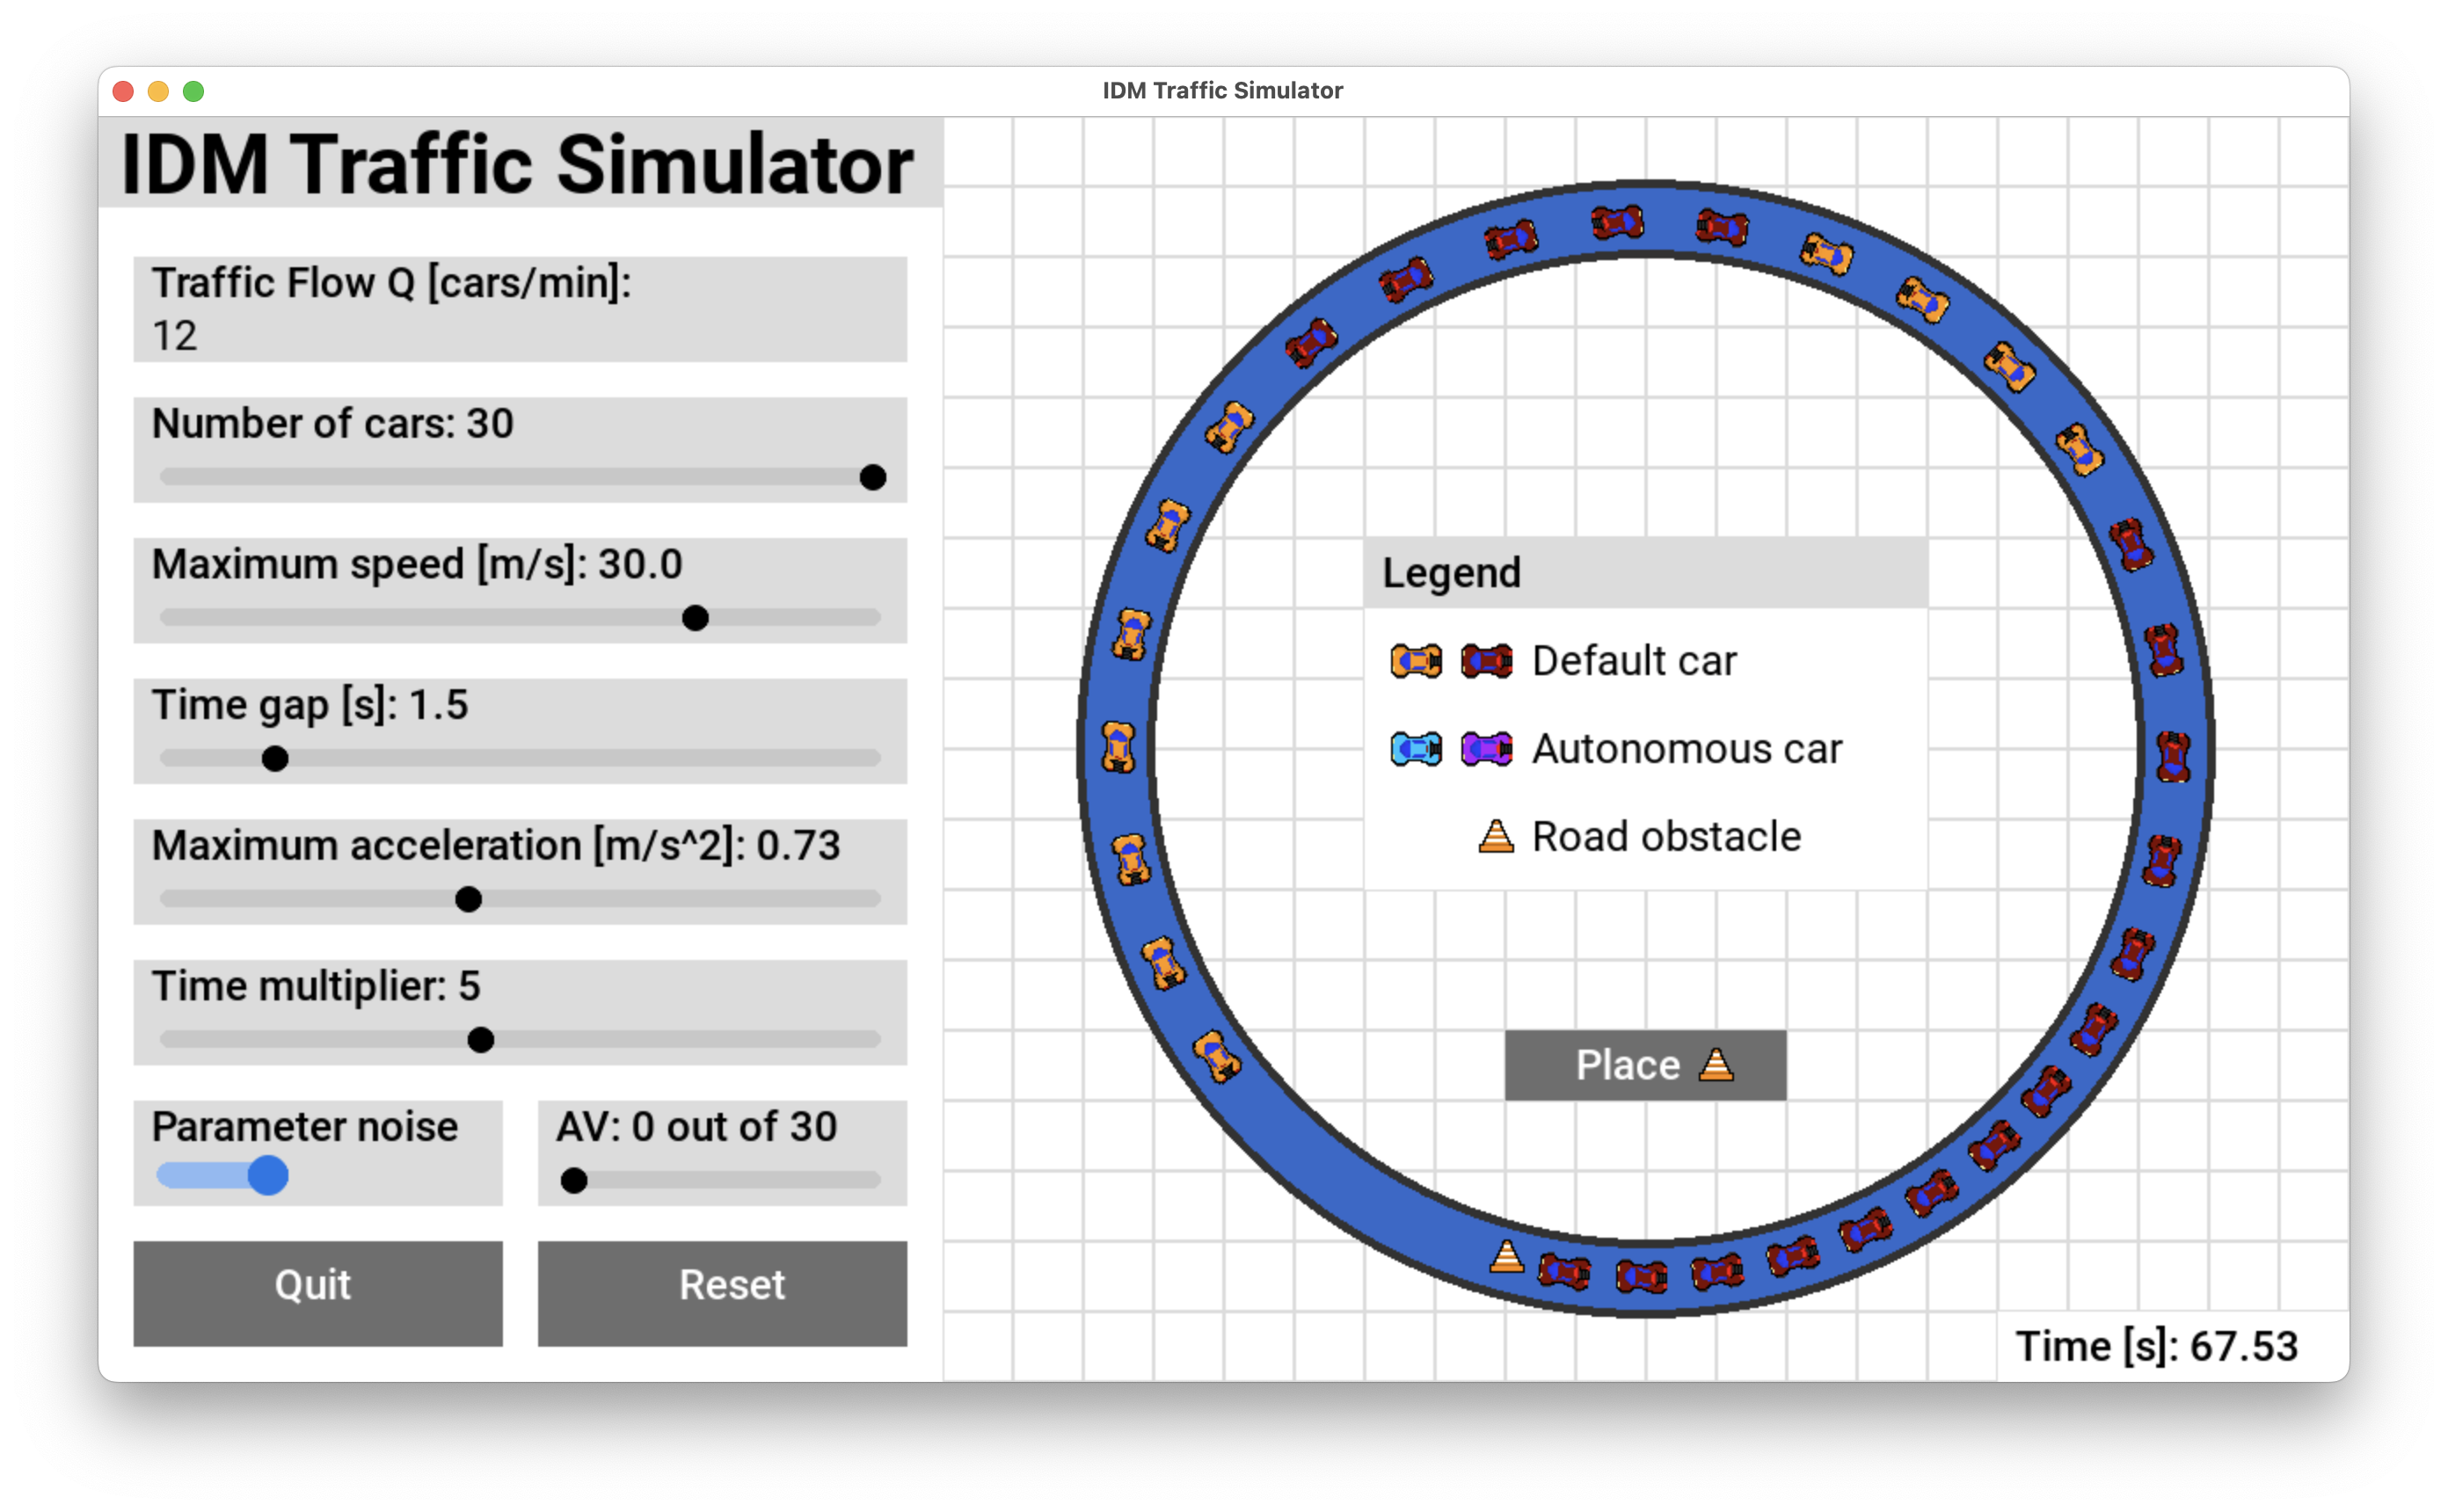 IDM Traffic Simulator
IDM Traffic Simulator
Traffic Flow Q [cars/min]:
12
Number of cars: 30
Maximum speed [m/s]: 30.0
Time gap [s]: 1.5
Maximum acceleration [m/s^2]: 0.73
Time multiplier: 5
Parameter noise
AV: 0 out of 30
Quit
Reset
Legend
Default car
Autonomous car
Road obstacle
Place
Time [s]: 67.53